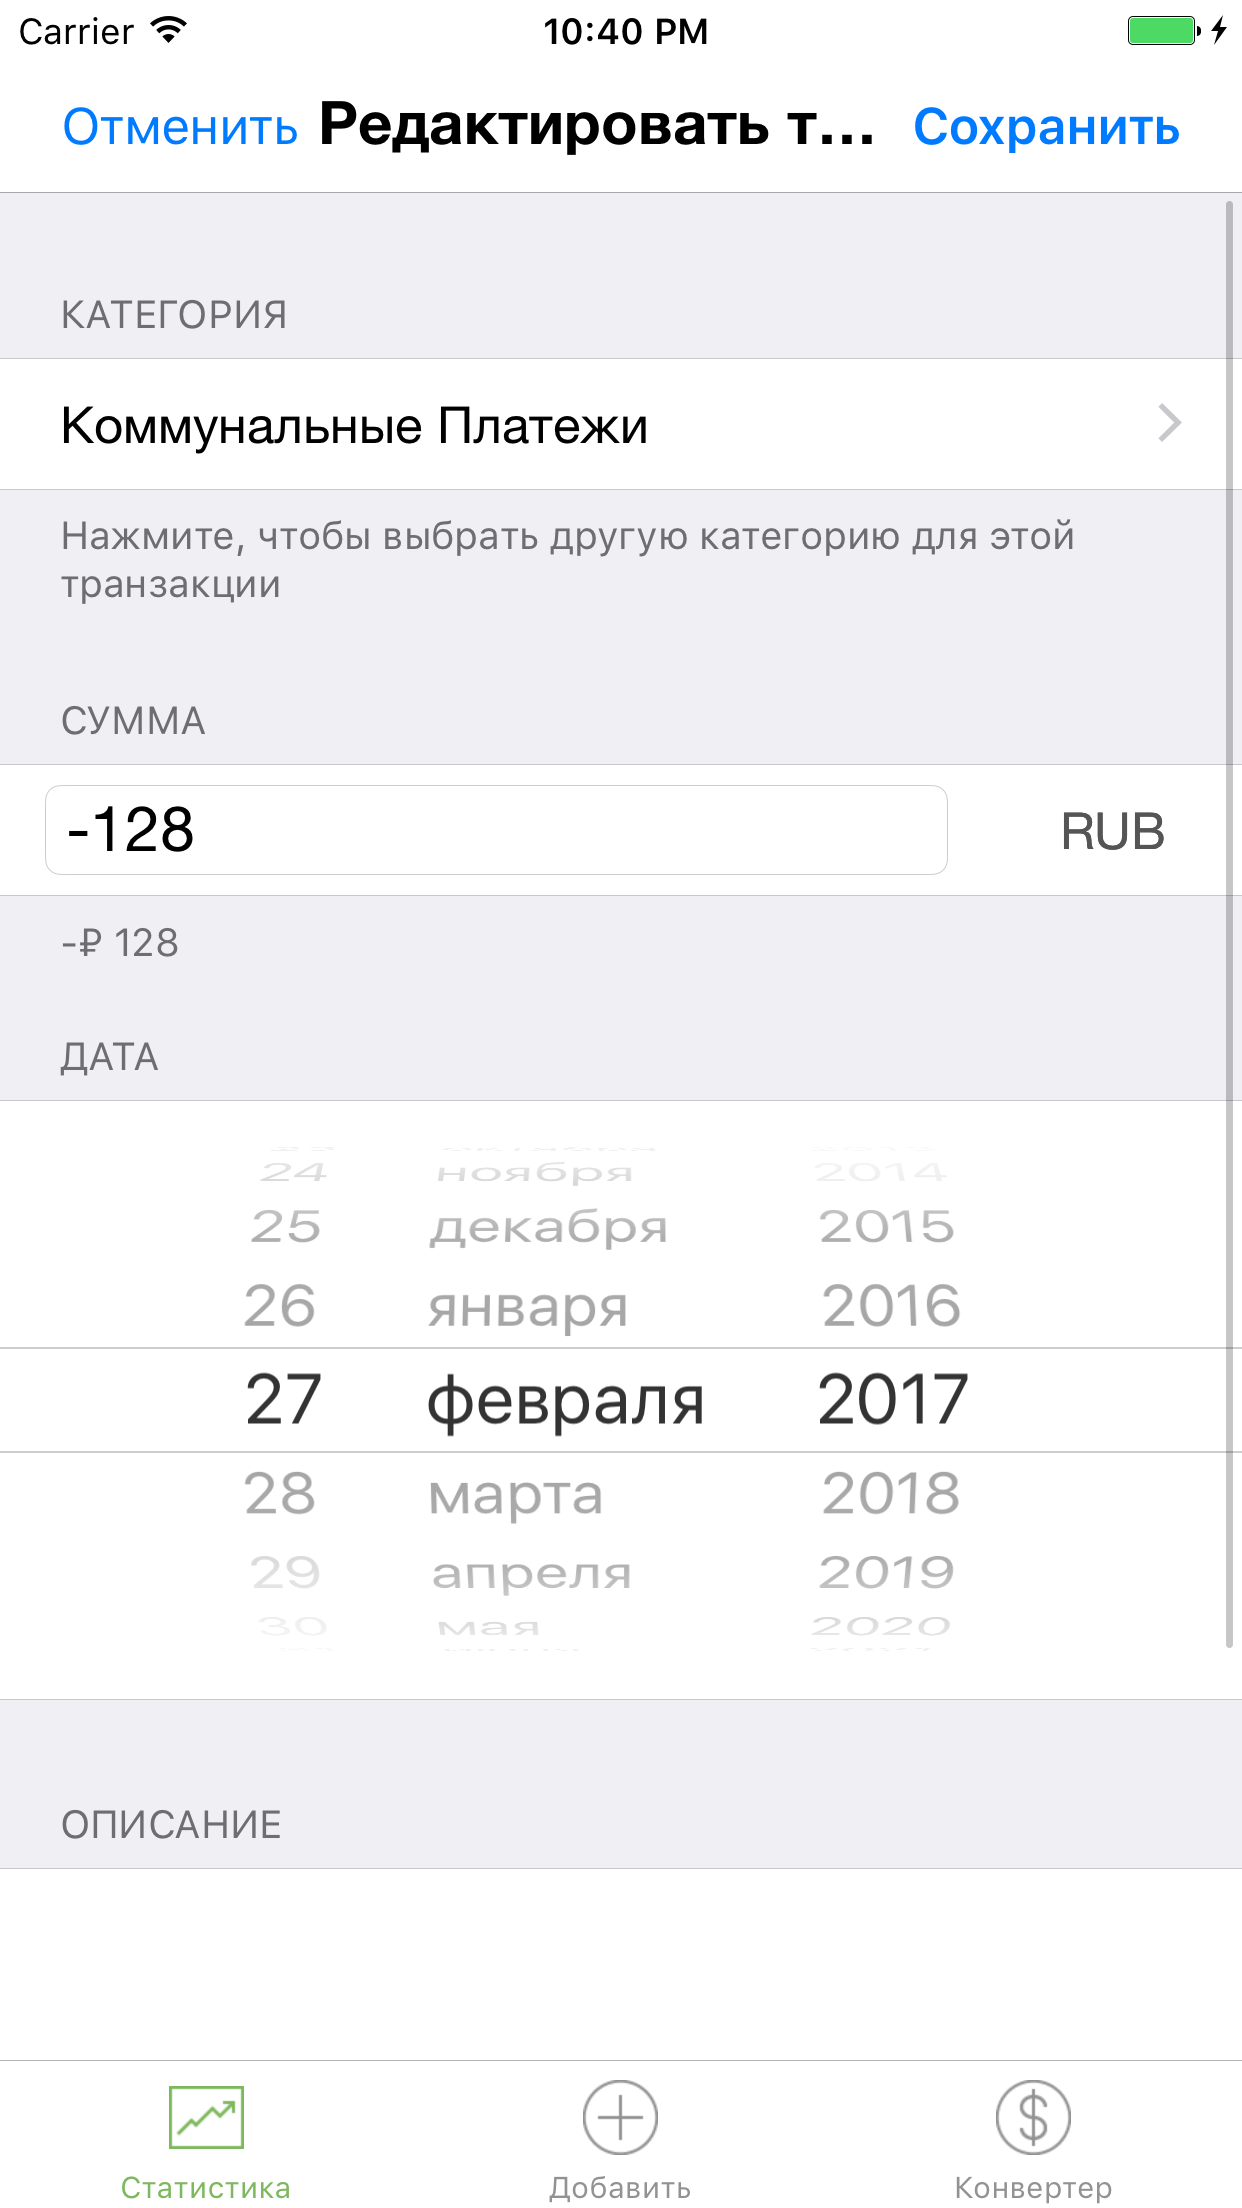 Carrier 10:40 PM
Отменить Редактировать т... Сохранить
КАТЕГОРИЯ
Коммунальные Платежи
Нажмите, чтобы выбрать другую категорию для этой
транзакции
СУММА
-128 RUB
-₽ 128
ДАТА
24 ноября 2014
25 декабря 2015
26 января 2016
27 февраля 2017
28 марта 2018
29 апреля 2019
30 мая 2020
ОПИСАНИЕ
Статистика Добавить Конвертер